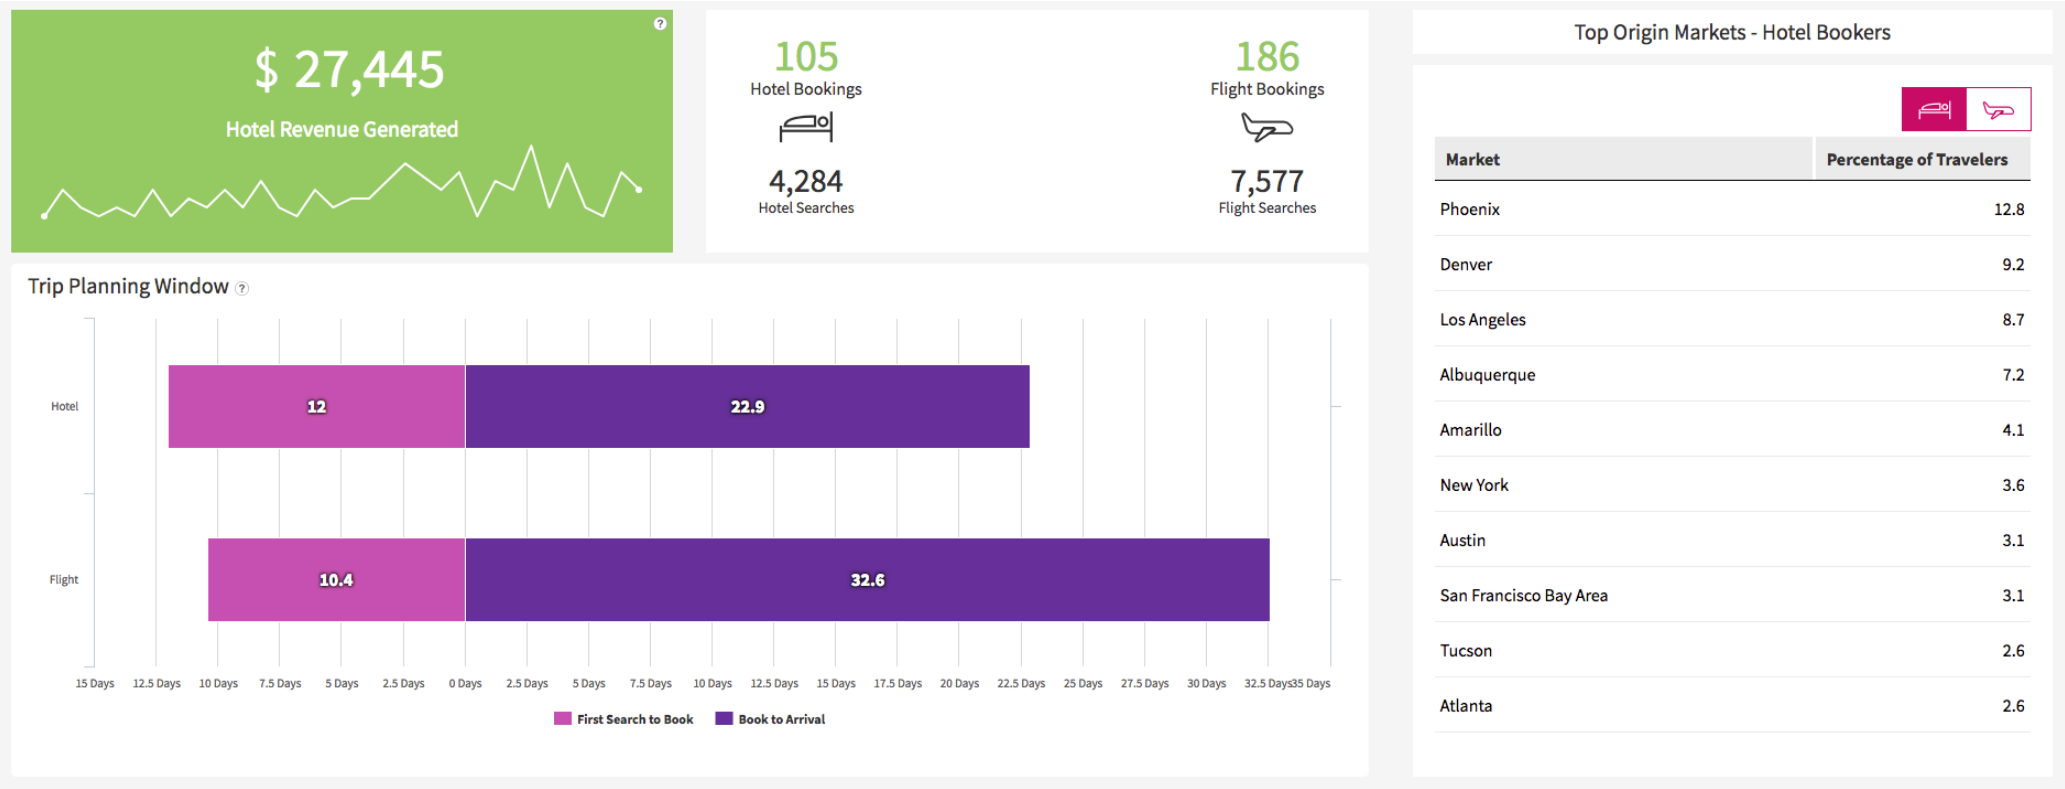 $ 27,445
?
Hotel Revenue Generated
105
Hotel Bookings
4,284
Hotel Searches
186
Flight Bookings
7,577
Flight Searches
Trip Planning Window ?
Hotel
12
22.9
Flight
10.4
32.6
15 Days 12.5 Days 10 Days 7.5 Days 5 Days 2.5 Days 0 Days 2.5 Days 5 Days 7.5 Days 10 Days 12.5 Days 15 Days 17.5 Days 20 Days 22.5 Days 25 Days 27.5 Days 30 Days 32.5 Days 35 Days
First Search to Book Book to Arrival
Top Origin Markets - Hotel Bookers
Market Percentage of Travelers
Phoenix 12.8
Denver 9.2
Los Angeles 8.7
Albuquerque 7.2
Amarillo 4.1
New York 3.6
Austin 3.1
San Francisco Bay Area 3.1
Tucson 2.6
Atlanta 2.6